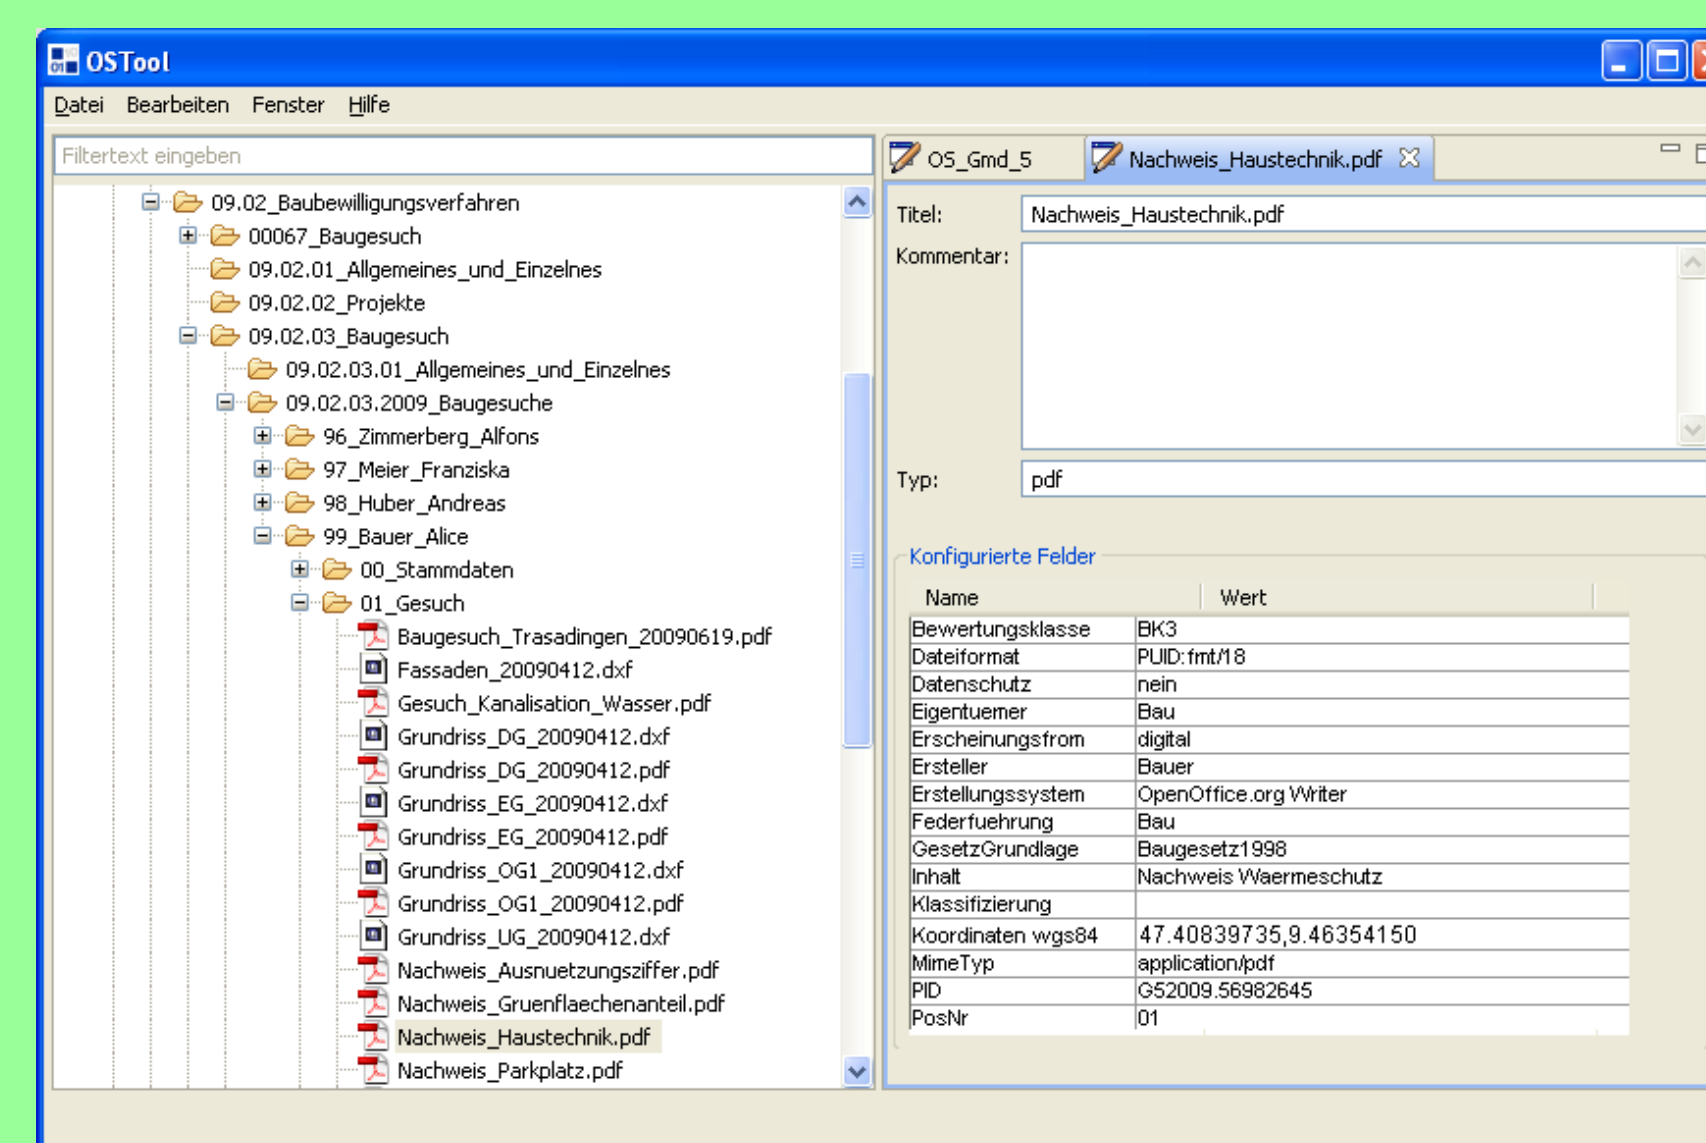 OSTool
Datei Bearbeiten Fenster Hilfe
Filtertext eingeben
09.02_Baubewilligungsverfahren
00067_Baugesuch
09.02.01_Allgemeines_und_Einzelnes
09.02.02_Projekte
09.02.03_Baugesuch
09.02.03.01_Allgemeines_und_Einzelnes
09.02.03.2009_Baugesuche
96_Zimmerberg_Alfons
97_Meier_Franziska
98_Huber_Andreas
99_Bauer_Alice
00_Stammdaten
01_Gesuch
Baugesuch_Trasadingen_20090619.pdf
Fassaden_20090412.dxf
Gesuch_Kanalisation_Wasser.pdf
Grundriss_DG_20090412.dxf
Grundriss_DG_20090412.pdf
Grundriss_EG_20090412.dxf
Grundriss_EG_20090412.pdf
Grundriss_OG1_20090412.dxf
Grundriss_OG1_20090412.pdf
Grundriss_UG_20090412.dxf
Nachweis_Ausnuetzungsziffer.pdf
Nachweis_Gruenflaechenanteil.pdf
Nachweis_Haustechnik.pdf
Nachweis_Parkplatz.pdf
OS_Gmd_5 Nachweis_Haustechnik.pdf
Titel: Nachweis_Haustechnik.pdf
Kommentar:
Typ: pdf
Konfigurierte Felder
Name Wert
Bewertungsklasse BK3
Dateiformat PUID:fmt/18
Datenschutz nein
Eigentuemer Bau
Erscheinungsfrom digital
Ersteller Bauer
Erstellungssystem OpenOffice.org Writer
Federfuehrung Bau
GesetzGrundlage Baugesetz1998
Inhalt Nachweis Waermeschutz
Klassifizierung
Koordinaten wgs84 47.40839735,9.46354150
MimeTyp application/pdf
PID G52009.56982645
PosNr 01